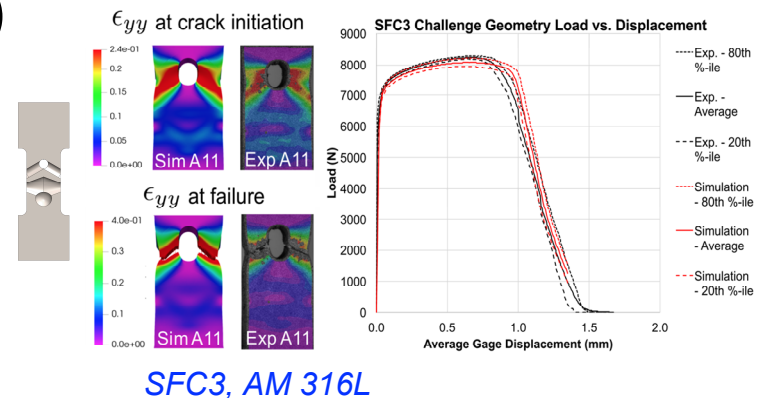 )
ϵyy at crack initiation
2.4e-01
0.2
0.15
0.1
0.05
0.0e+00
Sim A11
Exp A11
ϵyy at failure
4.0e-01
0.3
0.2
0.1
0.0e+00
Sim A11
Exp A11
SFC3, AM 316L
SFC3 Challenge Geometry Load vs. Displacement
Load (N)
9000
8000
7000
6000
5000
4000
3000
2000
1000
0
0.0
0.5
1.0
1.5
2.0
Average Gage Displacement (mm)
Exp. - 80th
%-ile
Exp. -
Average
Exp. - 20th
%-ile
Simulation
- 80th %-ile
Simulation
- Average
Simulation
- 20th %-ile